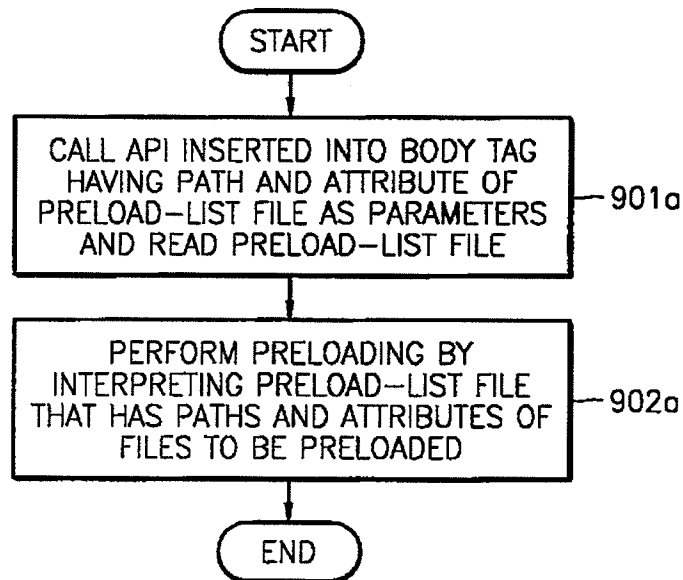 START
CALL API INSERTED INTO BODY TAG
HAVING PATH AND ATTRIBUTE OF
PRELOAD-LIST FILE AS PARAMETERS
AND READ PRELOAD-LIST FILE
901a
PERFORM PRELOADING BY
INTERPRETING PRELOAD-LIST FILE
THAT HAS PATHS AND ATTRIBUTES OF
FILES TO BE PRELOADED
902a
END